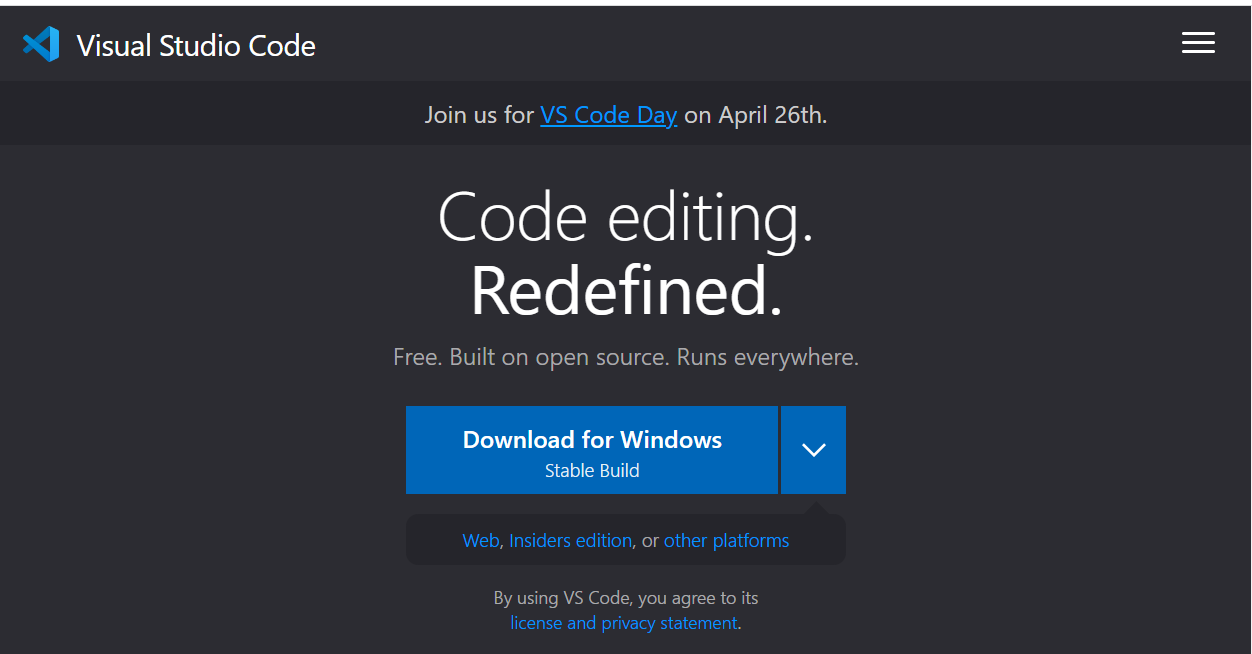 Visual Studio Code
Join us for VS Code Day on April 26th.
Code editing.
Redefined.
Free. Built on open source. Runs everywhere.
Download for Windows
Stable Build
Web, Insiders edition, or other platforms
By using VS Code, you agree to its
license and privacy statement.